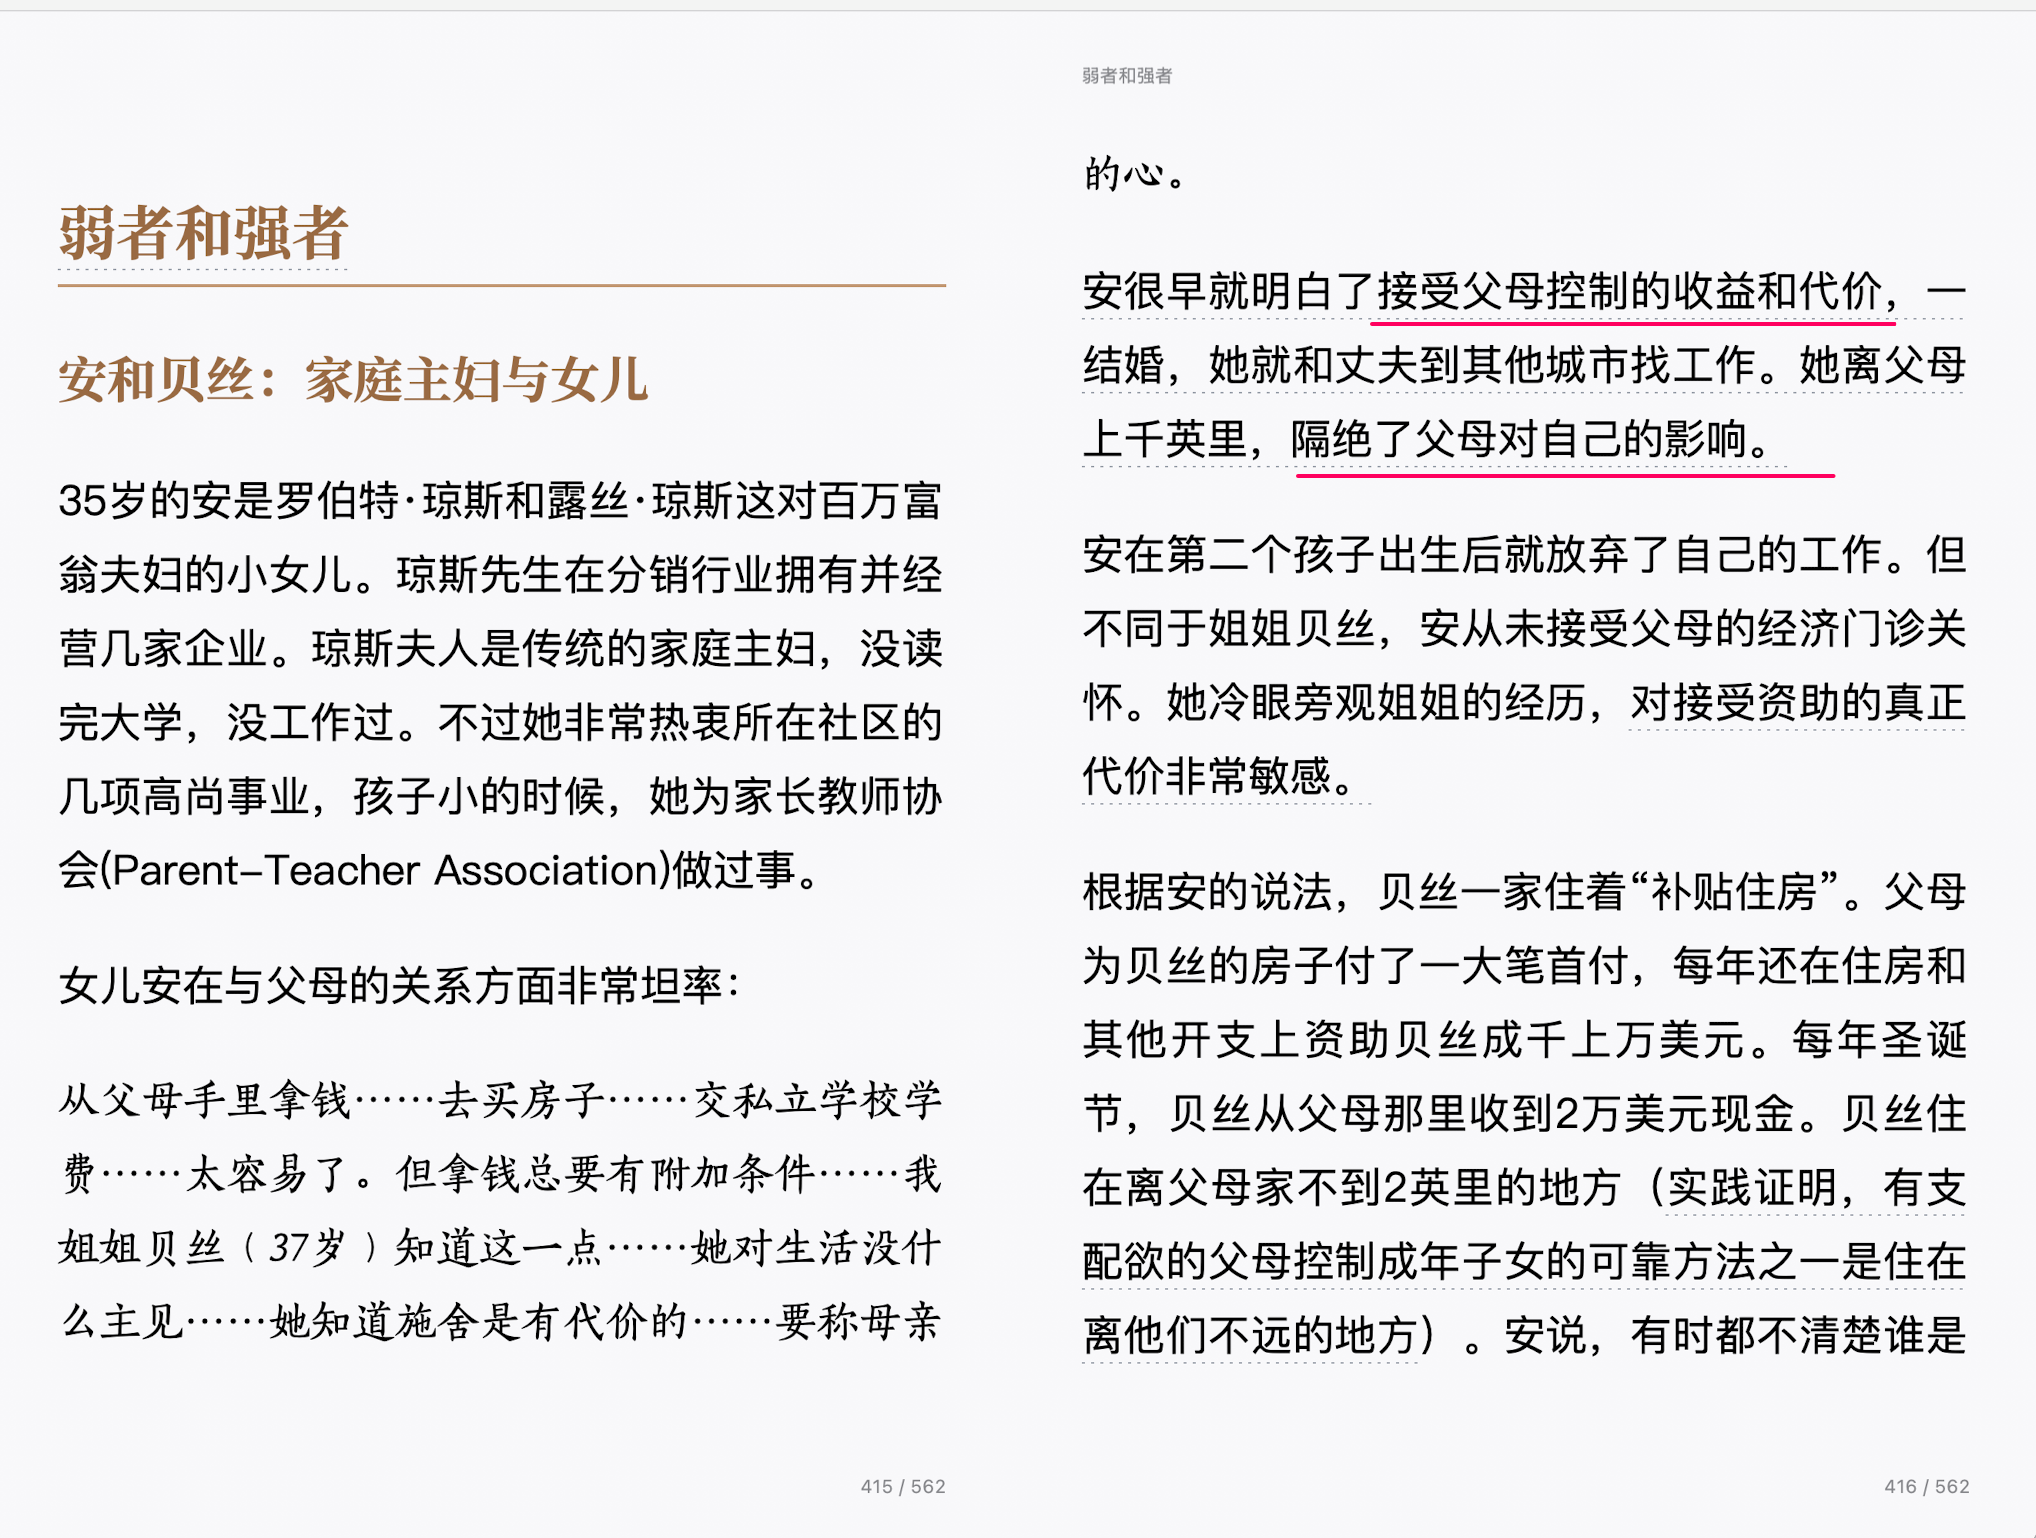 弱者和强者
安和贝丝：家庭主妇与女儿
35岁的安是罗伯特·琼斯和露丝·琼斯这对百万富
翁夫妇的小女儿。琼斯先生在分销行业拥有并经
营几家企业。琼斯夫人是传统的家庭主妇，没读
完大学，没工作过。不过她非常热衷所在社区的
几项高尚事业，孩子小的时候，她为家长教师协
会(Parent–Teacher Association)做过事。
女儿安在与父母的关系方面非常坦率：
从父母手里拿钱……去买房子……交私立学校学
费……太容易了。但拿钱总要有附加条件……我
姐姐贝丝（37岁）知道这一点……她对生活没什
么主见……她知道施舍是有代价的……要称母亲
415 / 562
弱者和强者
的心。
安很早就明白了接受父母控制的收益和代价，一
结婚，她就和丈夫到其他城市找工作。她离父母
上千英里，隔绝了父母对自己的影响。
安在第二个孩子出生后就放弃了自己的工作。但
不同于姐姐贝丝，安从未接受父母的经济门诊关
怀。她冷眼旁观姐姐的经历，对接受资助的真正
代价非常敏感。
根据安的说法，贝丝一家住着“补贴住房”。父母
为贝丝的房子付了一大笔首付，每年还在住房和
其他开支上资助贝丝成千上万美元。每年圣诞
节，贝丝从父母那里收到2万美元现金。贝丝住
在离父母家不到2英里的地方（实践证明，有支
配欲的父母控制成年子女的可靠方法之一是住在
离他们不远的地方）。安说，有时都不清楚谁是
416 / 562